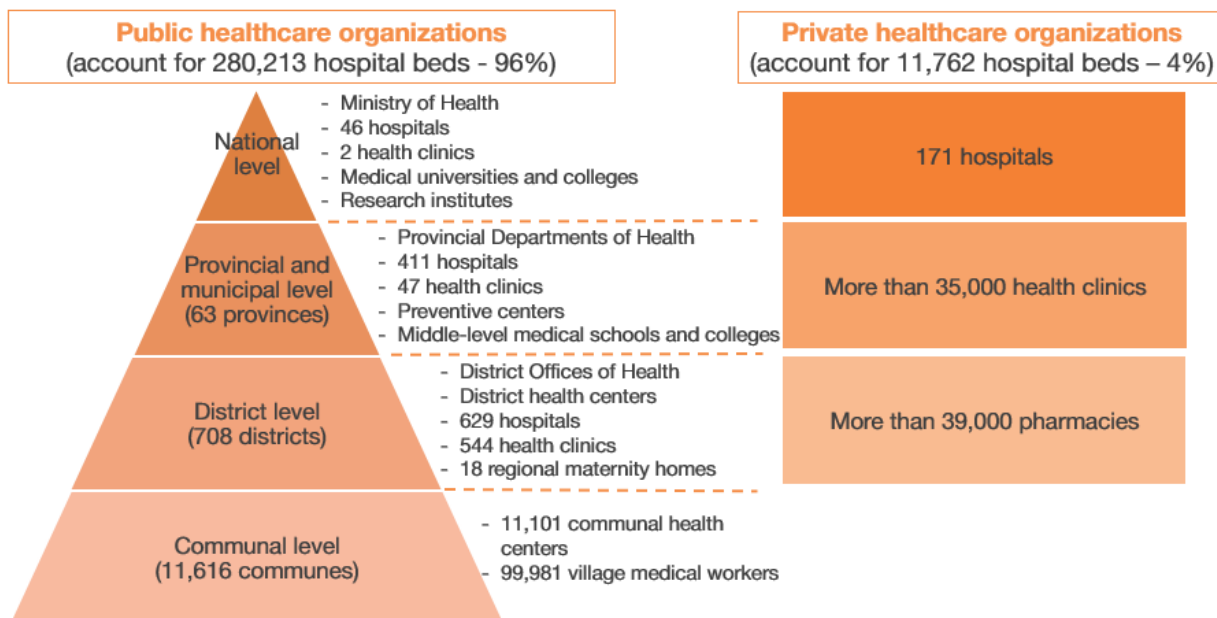 Public healthcare organizations
(account for 280,213 hospital beds - 96%)
National
level
- Ministry of Health
- 46 hospitals
- 2 health clinics
- Medical universities and colleges
- Research institutes
Provincial and
municipal level
(63 provinces)
- Provincial Departments of Health
- 411 hospitals
- 47 health clinics
- Preventive centers
- Middle-level medical schools and colleges
District level
(708 districts)
- District Offices of Health
- District health centers
- 629 hospitals
- 544 health clinics
- 18 regional maternity homes
Communal level
(11,616 communes)
- 11,101 communal health
centers
- 99,981 village medical workers
Private healthcare organizations
(account for 11,762 hospital beds – 4%)
171 hospitals
More than 35,000 health clinics
More than 39,000 pharmacies